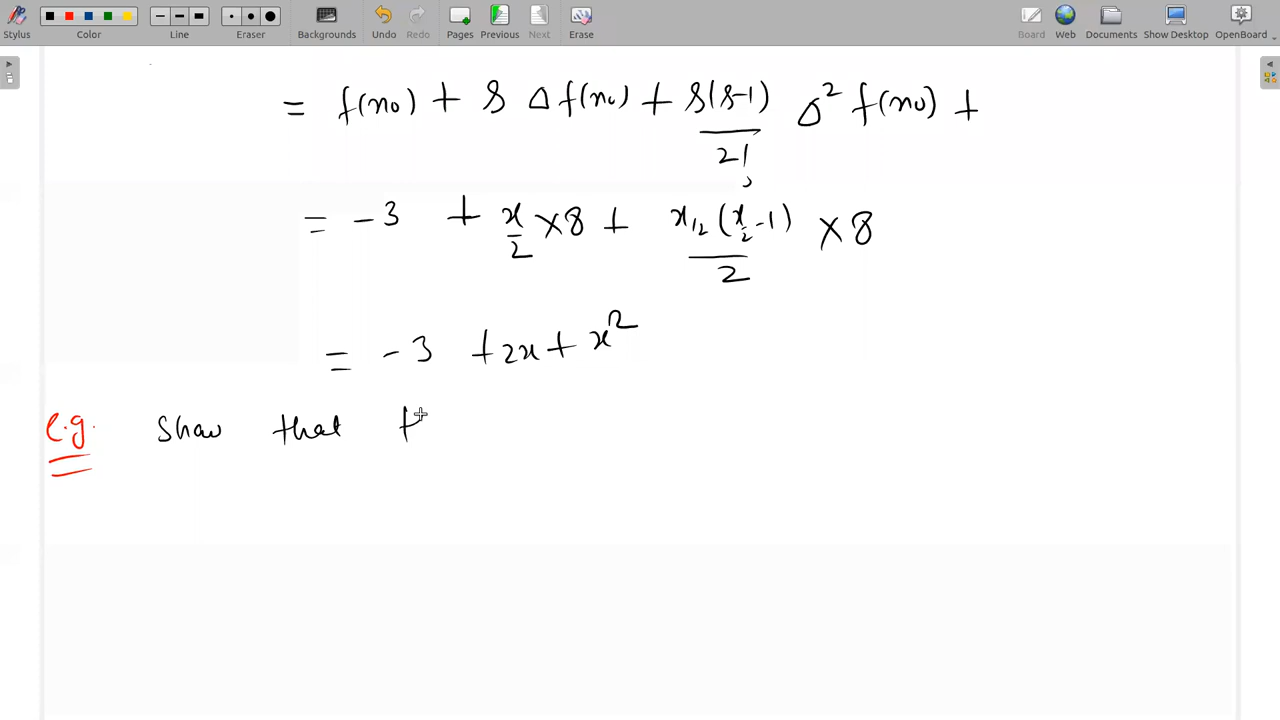 Stylus Color Line Eraser Backgrounds Undo Redo Pages Previous Next Erase Board Web Documents Show Desktop OpenBoard
= f(x₀) + s Δf(x₀) + s(s-1)/2! Δ² f(x₀) +
= -3 + x/2 × 8 + x/2 (x/2 - 1)/2 × 8
= -3 + 2x + x²
e.g. Show that